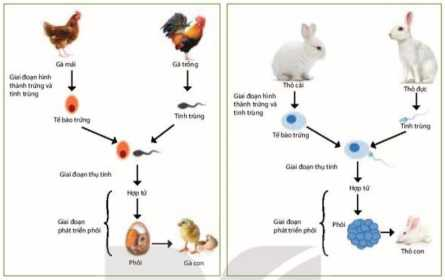 Gà mái
Gà trống
Giai đoạn hình
thành trứng và
tinh trùng
Tế bào trứng
Tinh trùng
Giai đoạn thụ tinh
Hợp tử
Giai đoạn
phát triển phôi
Phôi
Gà con
Thỏ cái
Thỏ đực
Giai đoạn hình
thành trứng và
tinh trùng
Tế bào trứng
Tinh trùng
Giai đoạn thụ tinh
Hợp tử
Giai đoạn
phát triển phôi
Phôi
Thỏ con